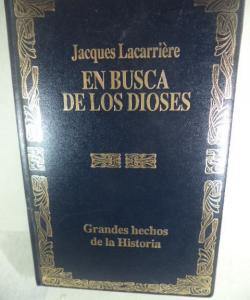 Jacques Lacarrière
EN BUSCA
DE LOS DIOSES
Grandes hechos
de la Historia